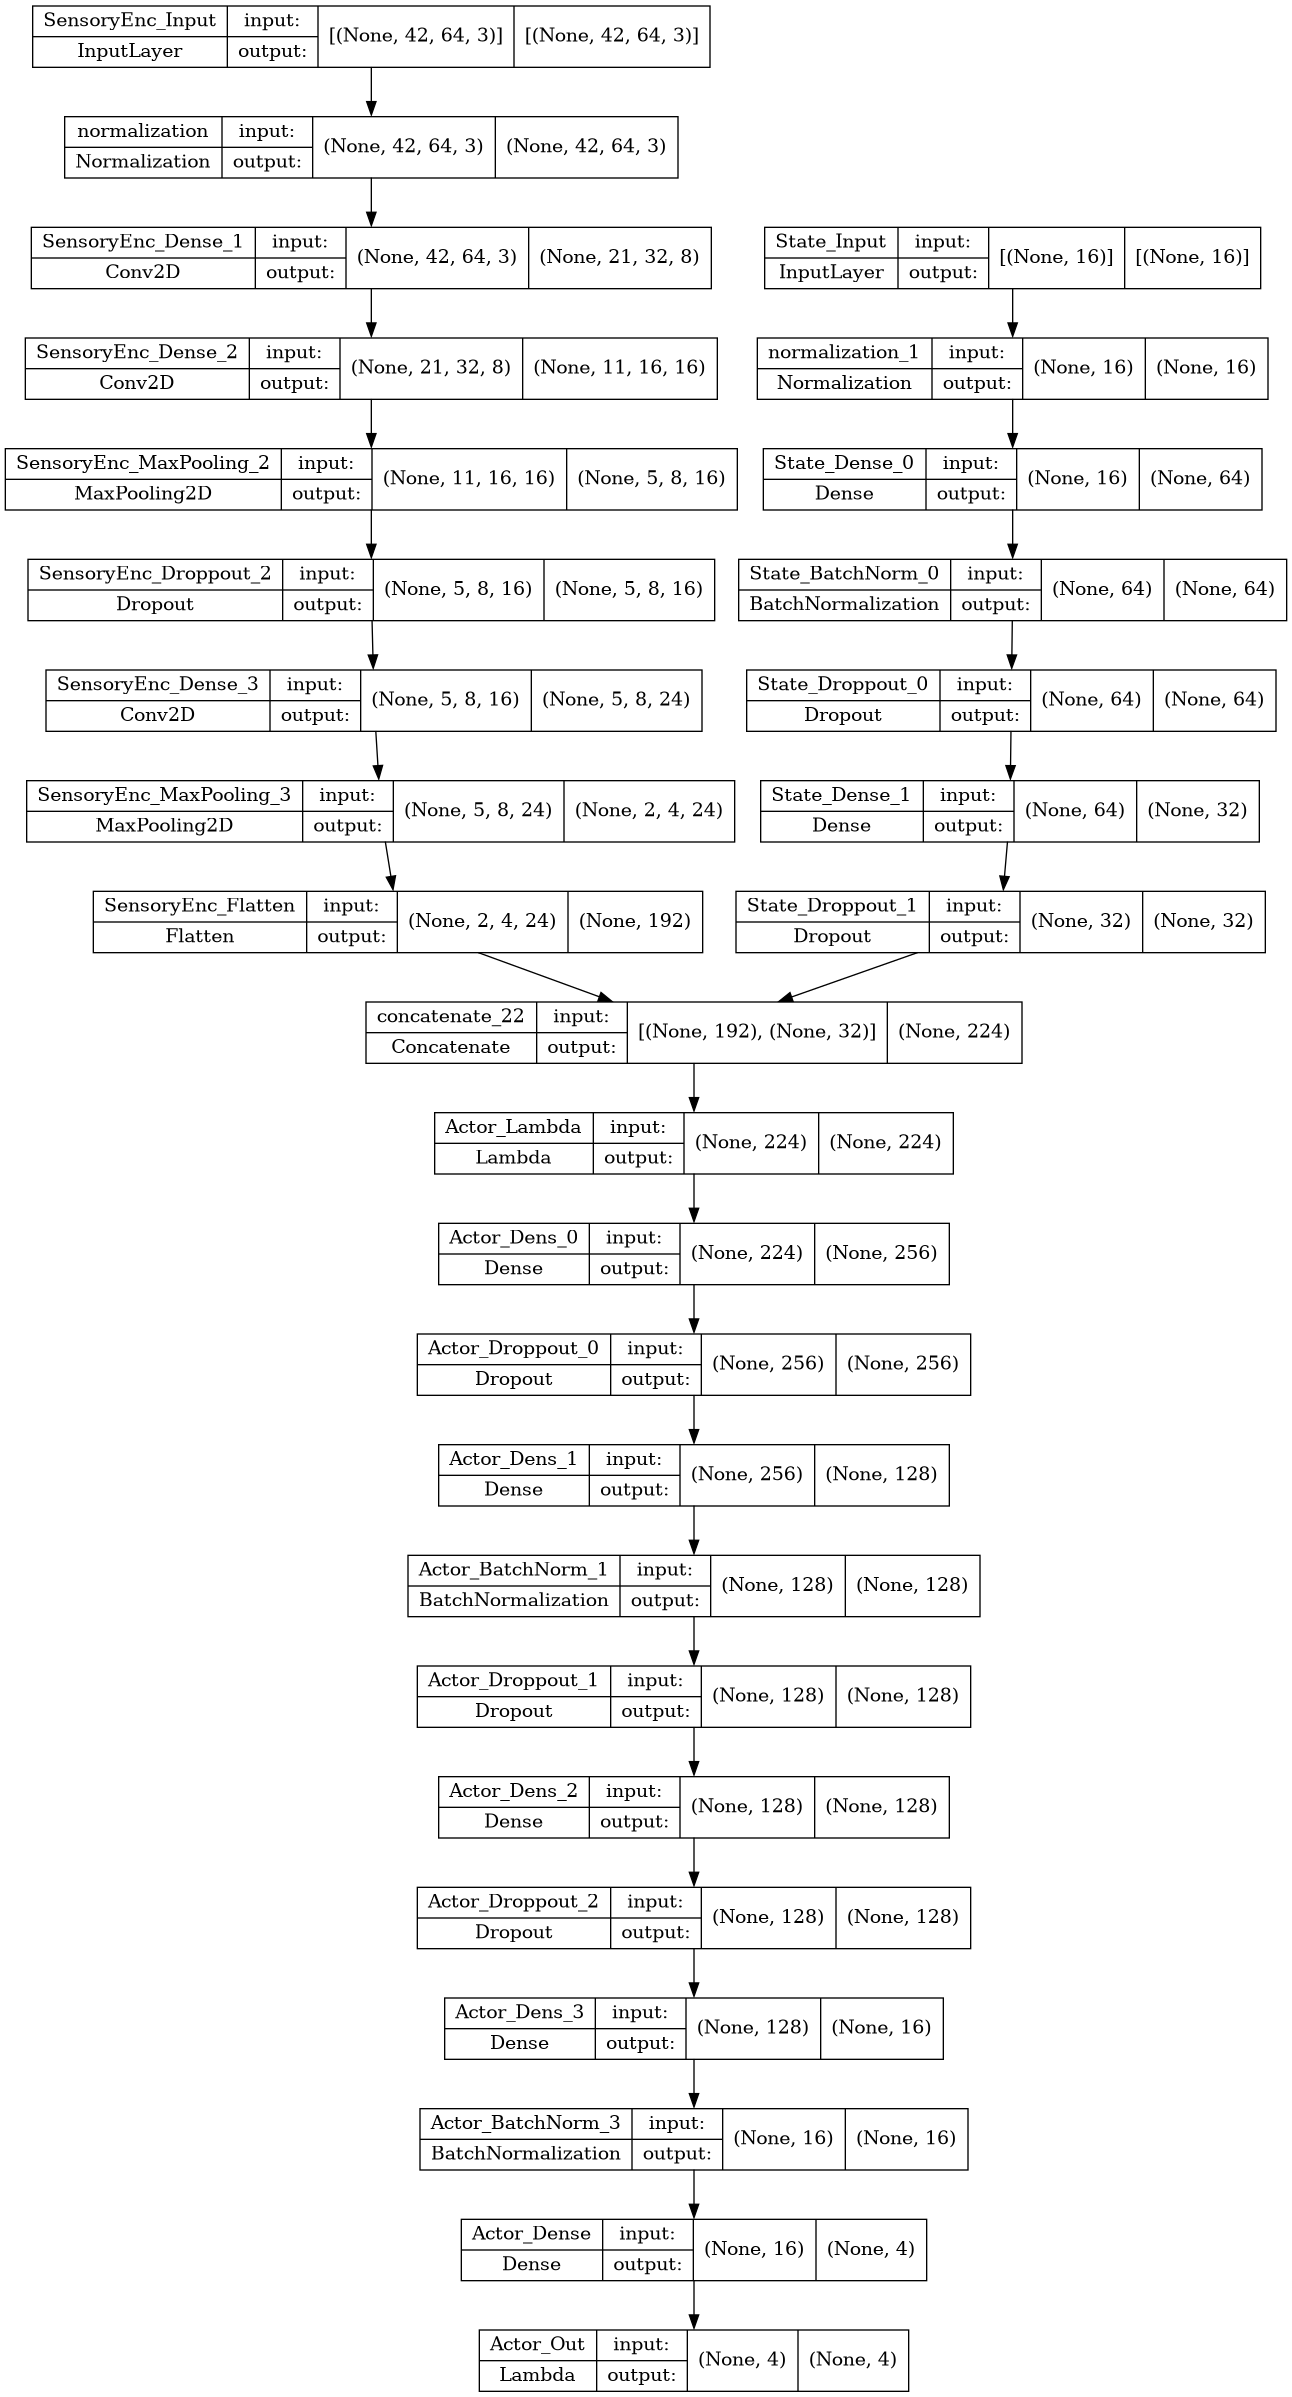 SensoryEnc_Input input: [(None, 42, 64, 3)] [(None, 42, 64, 3)]
InputLayer output:
normalization input: (None, 42, 64, 3) (None, 42, 64, 3)
Normalization output:
SensoryEnc_Dense_1 input: (None, 42, 64, 3) (None, 21, 32, 8)
Conv2D output:
State_Input input: [(None, 16)] [(None, 16)]
InputLayer output:
SensoryEnc_Dense_2 input: (None, 21, 32, 8) (None, 11, 16, 16)
Conv2D output:
normalization_1 input: (None, 16) (None, 16)
Normalization output:
SensoryEnc_MaxPooling_2 input: (None, 11, 16, 16) (None, 5, 8, 16)
MaxPooling2D output:
State_Dense_0 input: (None, 16) (None, 64)
Dense output:
SensoryEnc_Droppout_2 input: (None, 5, 8, 16) (None, 5, 8, 16)
Dropout output:
State_BatchNorm_0 input: (None, 64) (None, 64)
BatchNormalization output:
SensoryEnc_Dense_3 input: (None, 5, 8, 16) (None, 5, 8, 24)
Conv2D output:
State_Droppout_0 input: (None, 64) (None, 64)
Dropout output:
SensoryEnc_MaxPooling_3 input: (None, 5, 8, 24) (None, 2, 4, 24)
MaxPooling2D output:
State_Dense_1 input: (None, 64) (None, 32)
Dense output:
SensoryEnc_Flatten input: (None, 2, 4, 24) (None, 192)
Flatten output:
State_Droppout_1 input: (None, 32) (None, 32)
Dropout output:
concatenate_22 input: [(None, 192), (None, 32)] (None, 224)
Concatenate output:
Actor_Lambda input: (None, 224) (None, 224)
Lambda output:
Actor_Dens_0 input: (None, 224) (None, 256)
Dense output:
Actor_Droppout_0 input: (None, 256) (None, 256)
Dropout output:
Actor_Dens_1 input: (None, 256) (None, 128)
Dense output:
Actor_BatchNorm_1 input: (None, 128) (None, 128)
BatchNormalization output:
Actor_Droppout_1 input: (None, 128) (None, 128)
Dropout output:
Actor_Dens_2 input: (None, 128) (None, 128)
Dense output:
Actor_Droppout_2 input: (None, 128) (None, 128)
Dropout output:
Actor_Dens_3 input: (None, 128) (None, 16)
Dense output:
Actor_BatchNorm_3 input: (None, 16) (None, 16)
BatchNormalization output:
Actor_Dense input: (None, 16) (None, 4)
Dense output:
Actor_Out input: (None, 4) (None, 4)
Lambda output: